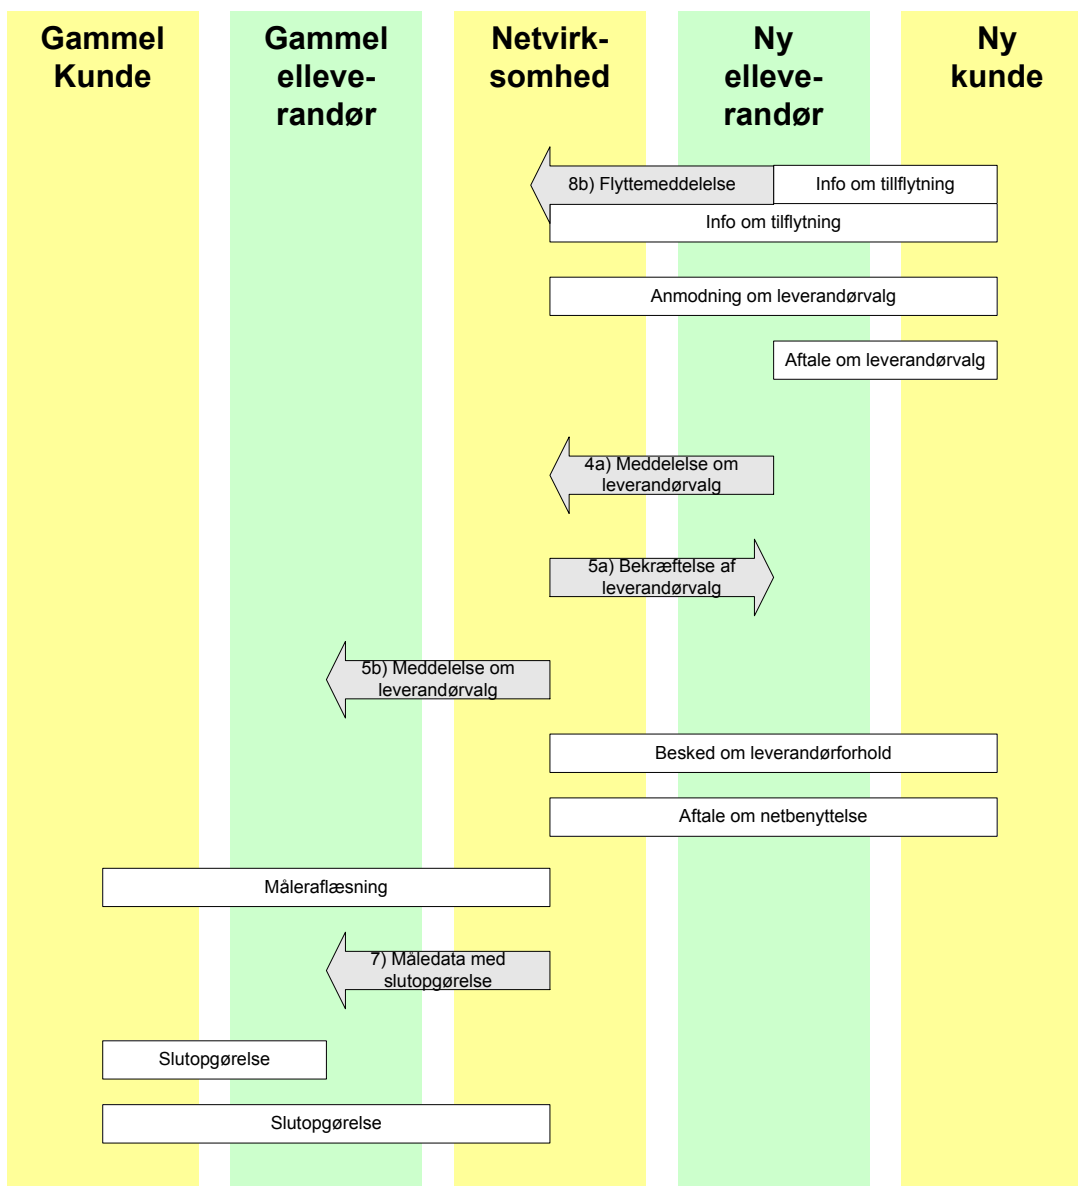 Gammel
Kunde
Gammel
elleve-
randør
Netvirk-
somhed
Ny
elleve-
randør
Ny
kunde
8b) Flyttemeddelelse
Info om tillflytning
Info om tilflytning
Anmodning om leverandørvalg
Aftale om leverandørvalg
4a) Meddelelse om
leverandørvalg
5a) Bekræftelse af
leverandørvalg
5b) Meddelelse om
leverandørvalg
Besked om leverandørforhold
Aftale om netbenyttelse
Måleraflæsning
7) Måledata med
slutopgørelse
Slutopgørelse
Slutopgørelse